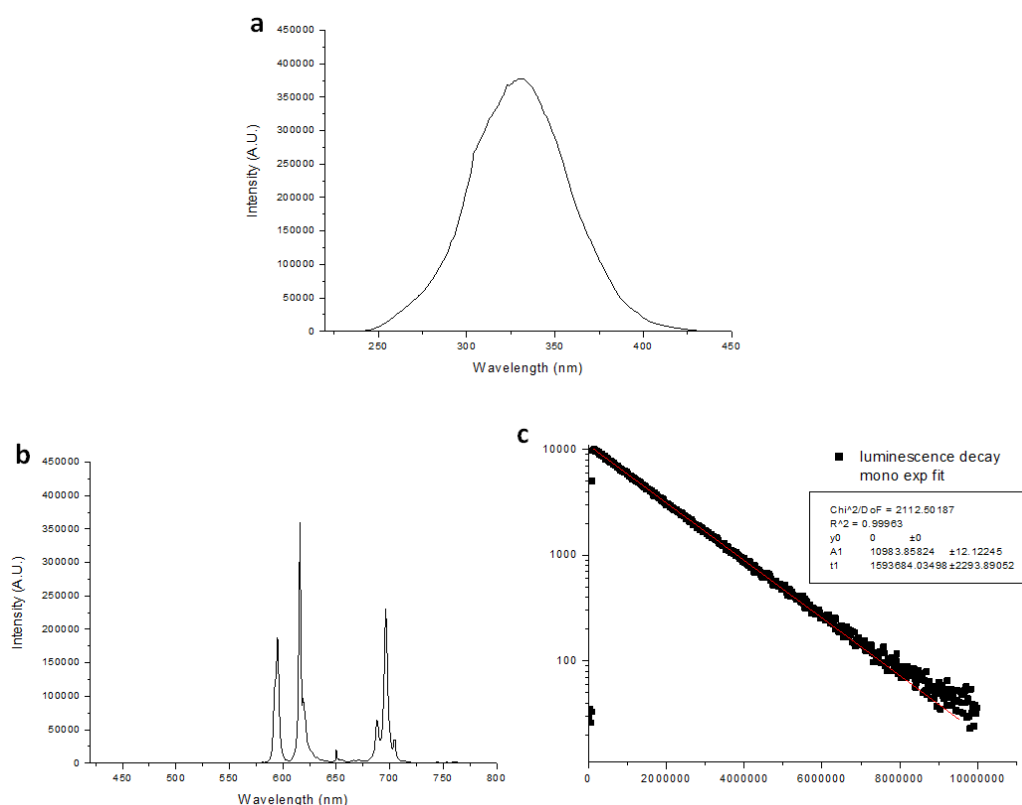 a
450000
400000
350000
300000
250000
200000
150000
100000
50000
0
Intensity (A.U.)
250 300 350 400 450
Wavelength (nm)
b
450000
400000
350000
300000
250000
200000
150000
100000
50000
0
Intensity (A.U.)
450 500 550 600 650 700 750 800
Wavelength (nm)
c
10000
1000
100
0 2000000 4000000 6000000 8000000 10000000
luminescence decay
mono exp fit
Chi^2/DoF = 2112.50187
R^2 = 0.99963
y0 0 ±0
A1 10983.85824 ±12.12245
t1 1593684.03498 ±2293.89052